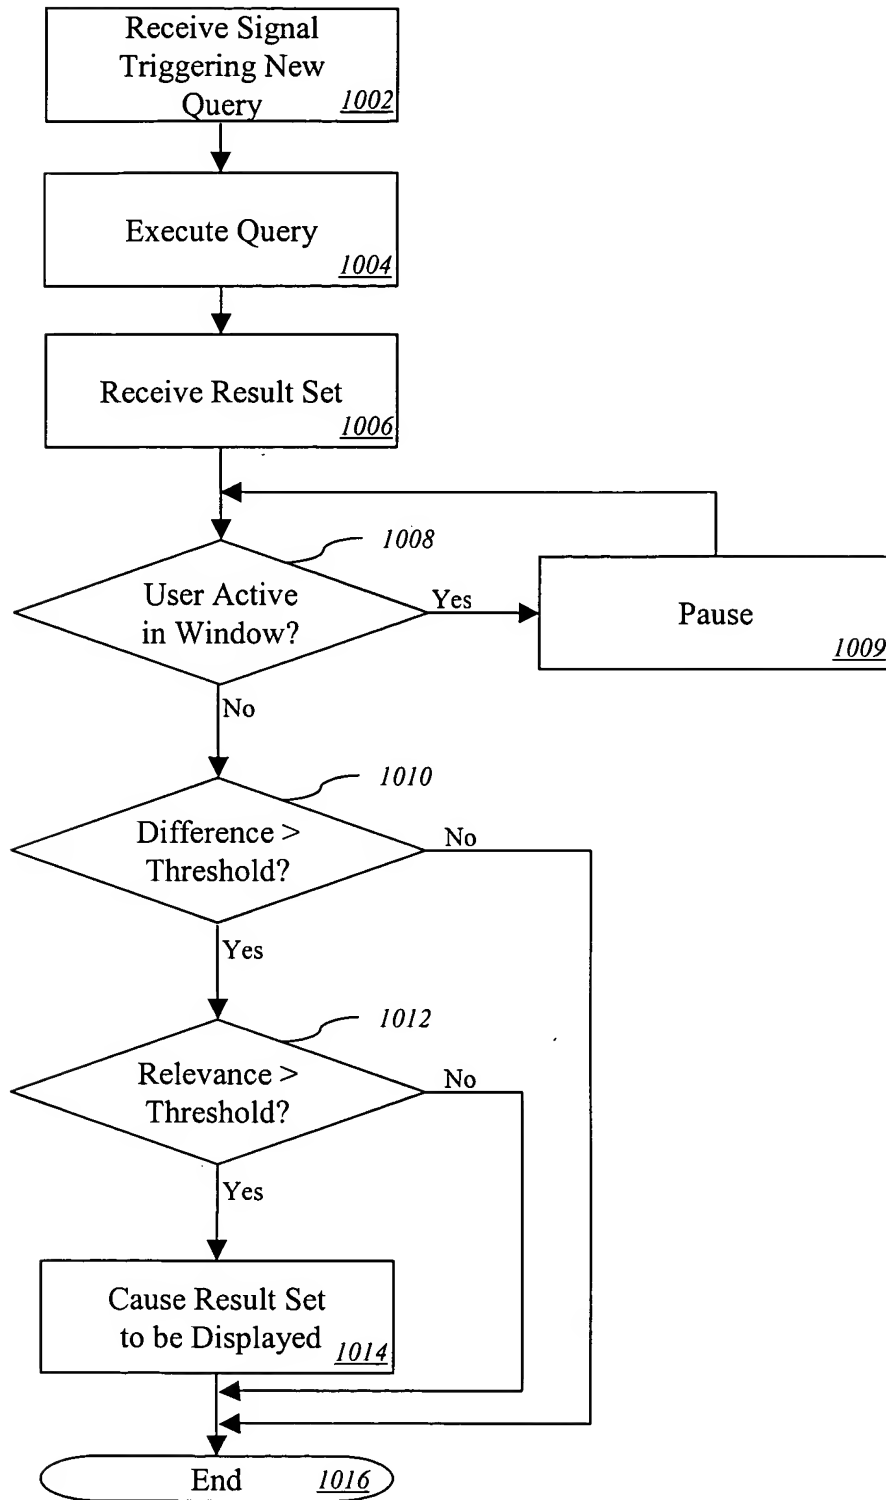 Receive Signal
Triggering New
Query
1002
Execute Query
1004
Receive Result Set
1006
1008
User Active
in Window?
Yes
Pause
1009
No
1010
Difference >
Threshold?
No
Yes
1012
Relevance >
Threshold?
No
Yes
Cause Result Set
to be Displayed
1014
End
1016